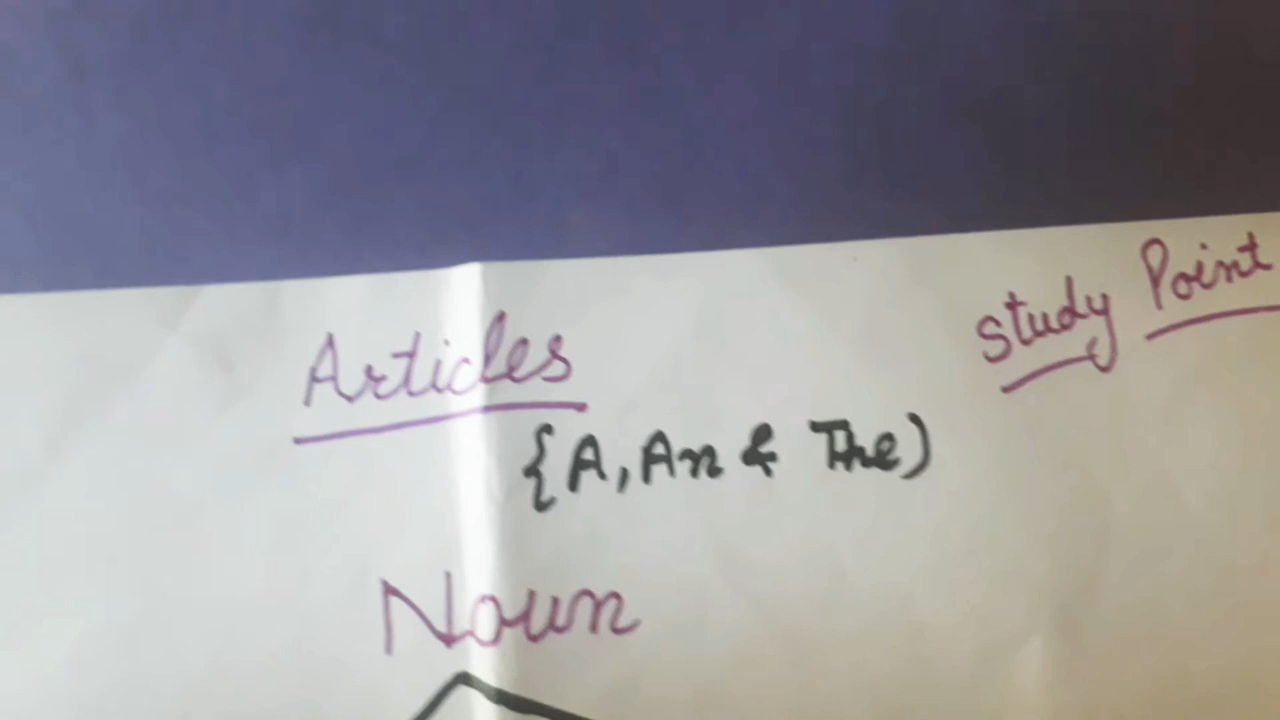 Articles
Study Point
{A, An & The)
Noun